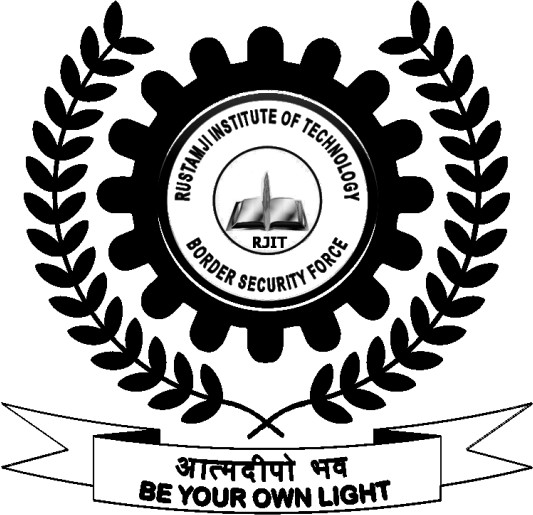 RUSTAMJI INSTITUTE OF TECHNOLOGY
RJIT
BORDER SECURITY FORCE
आत्मदीपो भव
BE YOUR OWN LIGHT